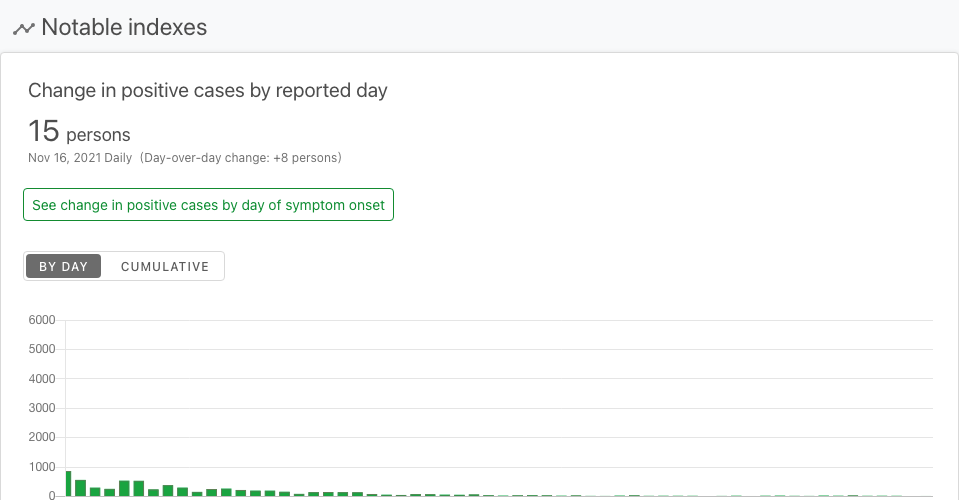 Notable indexes
Change in positive cases by reported day
15 persons
Nov 16, 2021 Daily (Day-over-day change: +8 persons)
See change in positive cases by day of symptom onset
BY DAY CUMULATIVE
6000
5000
4000
3000
2000
1000
0